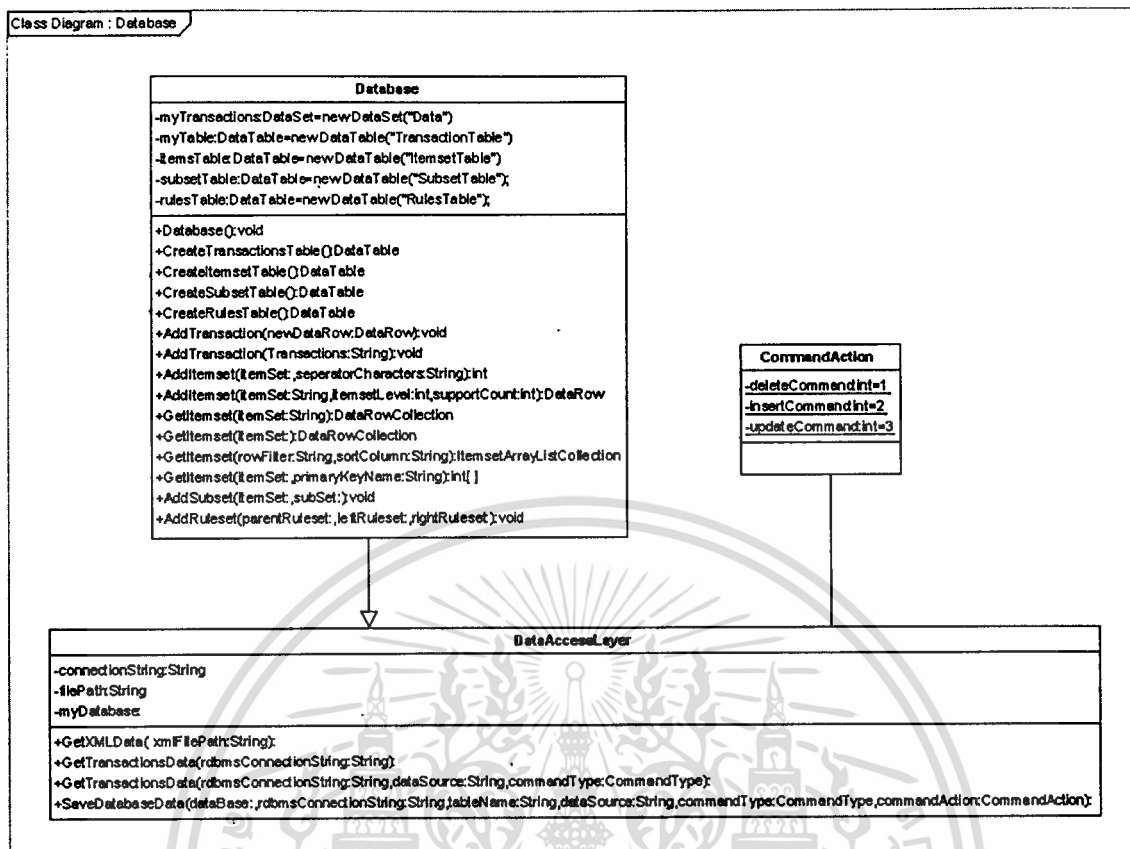 Class Diagram : Database
Database
-myTransactions:DataSet=newDataSet("Data")
-myTable:DataTable=newDataTable("TransactionTable")
-itemsTable:DataTable=newDataTable("ItemsetTable")
-subsetTable:DataTable=newDataTable("SubsetTable");
-rulesTable:DataTable=newDataTable("RulesTable");
+Database():void
+CreateTransactionsTable():DataTable
+CreateItemsetTable():DataTable
+CreateSubsetTable():DataTable
+CreateRulesTable():DataTable
+AddTransaction(newDataRow:DataRow):void
+AddTransaction(Transactions:String):void
+AddItemset(itemSet:,seperatorCharacters:String):int
+AddItemset(itemSet:String,itemsetLevel:int,supportCount:int):DataRow
+GetItemset(itemSet:String):DataRowCollection
+GetItemset(itemSet:):DataRowCollection
+GetItemset(rowFilter:String,sortColumn:String):ItemsetArrayListCollection
+GetItemset(itemSet:,primaryKeyName:String):int[ ]
+AddSubset(itemSet:,subSet:):void
+AddRuleset(parentRuleset:,leftRuleset:,rightRuleset:):void
CommandAction
-deleteCommand:int=1
-insertCommand:int=2
-updateCommand:int=3
DataAccessLayer
-connectionString:String
-filePath:String
-myDatabase:
+GetXMLData( xmlFilePath:String):
+GetTransactionsData(rdbmsConnectionString:String):
+GetTransactionsData(rdbmsConnectionString:String,dataSource:String,commandType:CommandType):
+SaveDatabaseData(dataBase:,rdbmsConnectionString:String,tableName:String,dataSource:String,commandType:CommandType,commandAction:CommandAction):